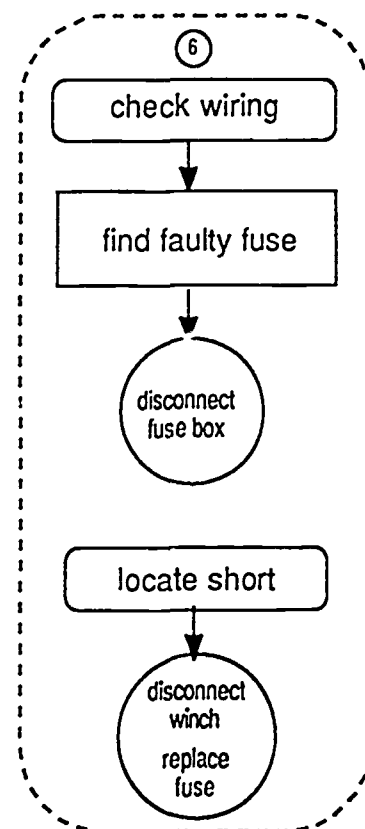 6
check wiring
find faulty fuse
disconnect
fuse box
locate short
disconnect
winch
replace
fuse